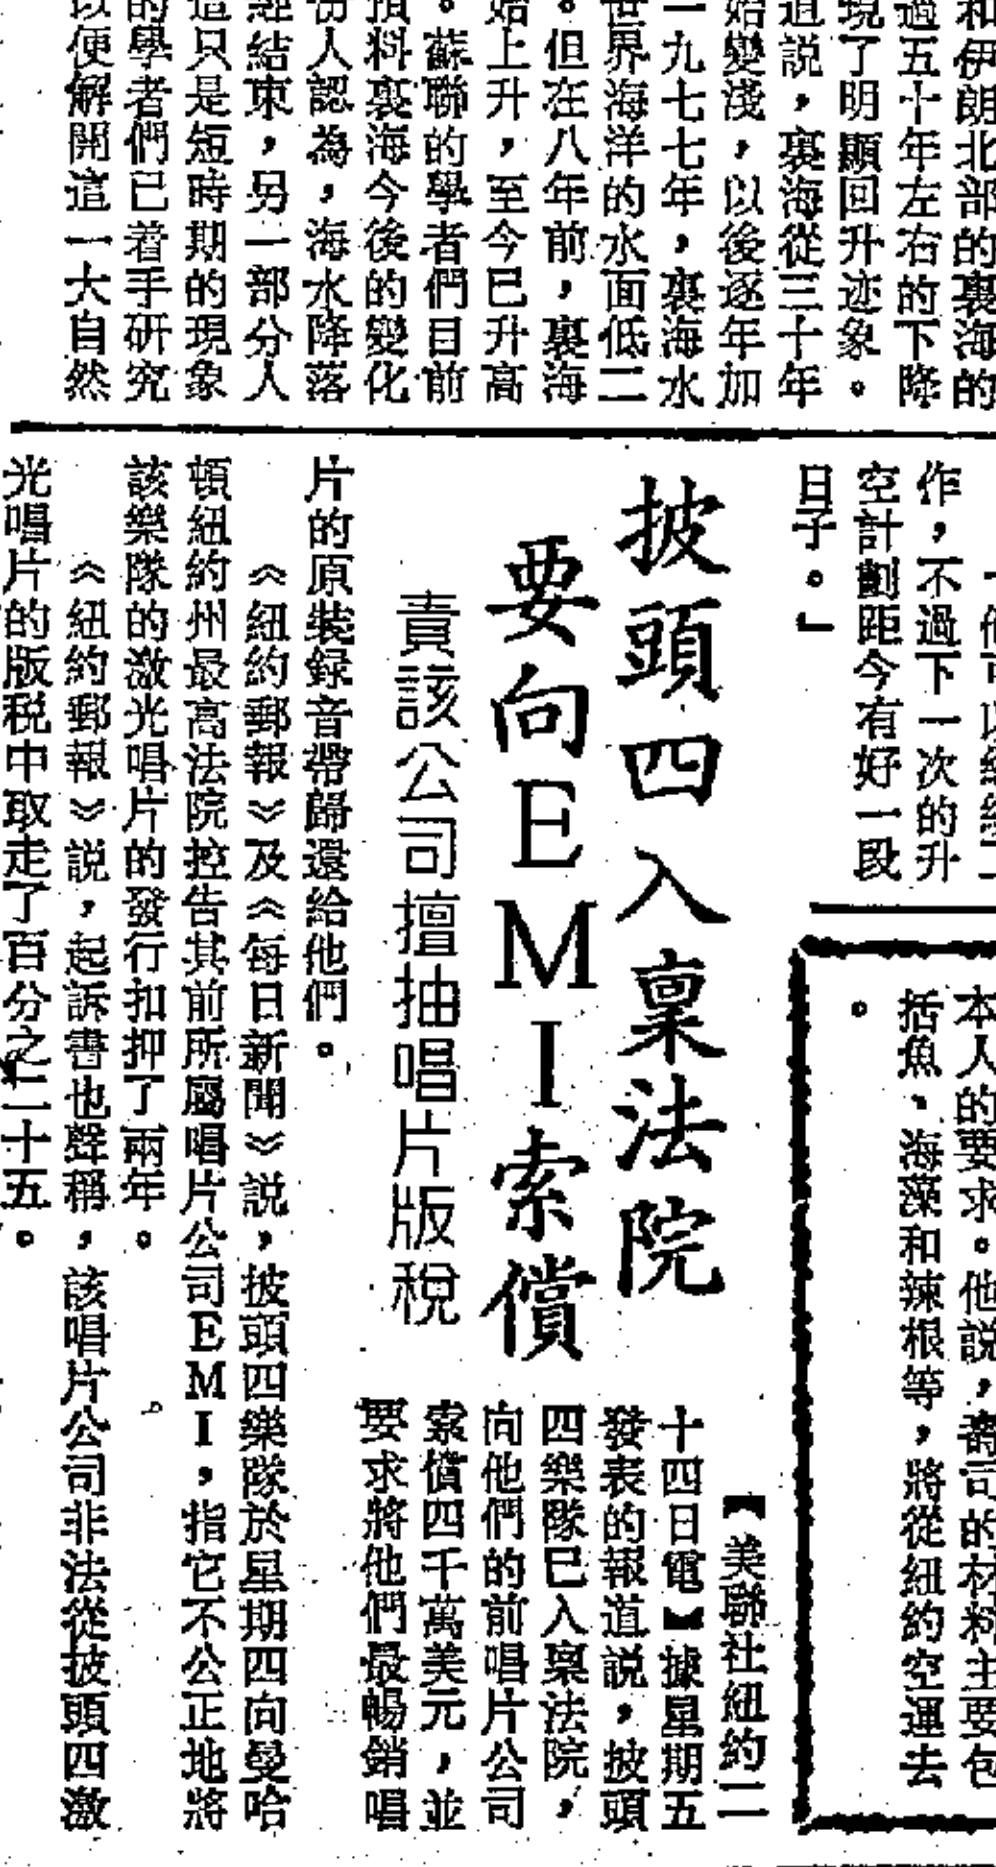 和伊朗北部的裏海的
過五十年左右的下降
現了明顯回升迹象。
道説，裏海從三十年
始變淺，以後逐年加
一九七七年，裏海水
世界海洋的水面低二
。但在八年前，裏海
始上升，至今已升高
。蘇聯的學者們目前
預料裏海今後的變化
份人認為，海水降落
經結束，另一部分人
這只是短時期的現象
的學者們已着手研究
以便解開這一大自然
作，不過下一次的升
空計劃距今有好一段
日子。」
本人的要求。他説，壽司的材料主要包
括魚、海藻和辣根等，將從紐約空運去
。
披頭四入稟法院
要向EMI索償
責該公司擅抽唱片版稅
【美聯社紐約二
十四日電】據星期五
發表的報道説，披頭
四樂隊已入稟法院，
向他們的前唱片公司
索償四千萬美元，並
要求將他們最暢銷唱
片的原裝録音帶歸還給他們。
《紐約郵報》及《每日新聞》説，披頭四樂隊於星期四向曼哈
頓紐約州最高法院控告其前所屬唱片公司EMI，指它不公正地將
該樂隊的激光唱片的發行扣押了兩年。
《紐約郵報》説，起訴書也聲稱，該唱片公司非法從披頭四激
光唱片的版税中取走了百分之二十五。